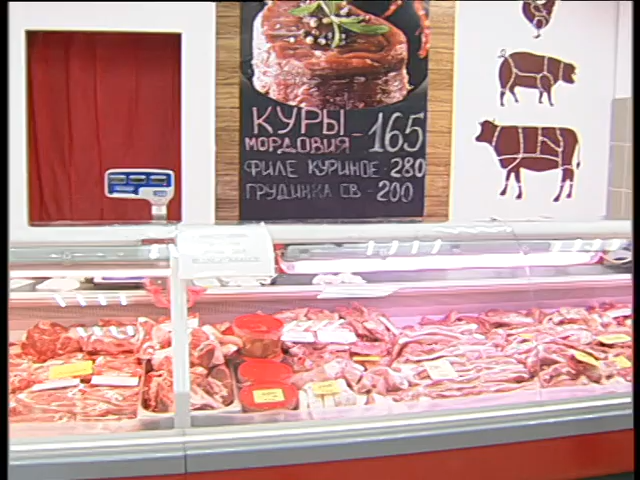 КУРЫ - 165
МОРДОВИЯ
ФИЛЕ КУРИНОЕ - 280
ГРУДИНКА СВ. - 200